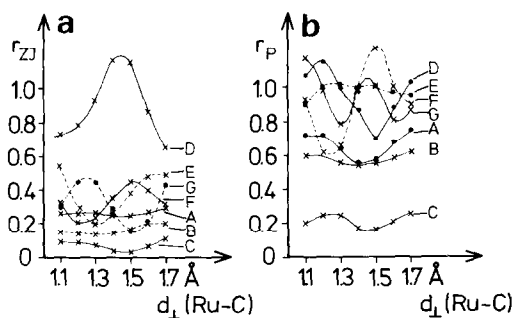 a
r_ZJ
1.0
0.8
0.6
0.4
0.2
0
1.1 1.3 1.5 1.7 Å
d⊥(Ru-C)
D
E
G
F
A
B
C
b
r_P
1.0
0.8
0.6
0.4
0.2
0
1.1 1.3 1.5 1.7 Å
d⊥(Ru-C)
D
E
F
G
A
B
C